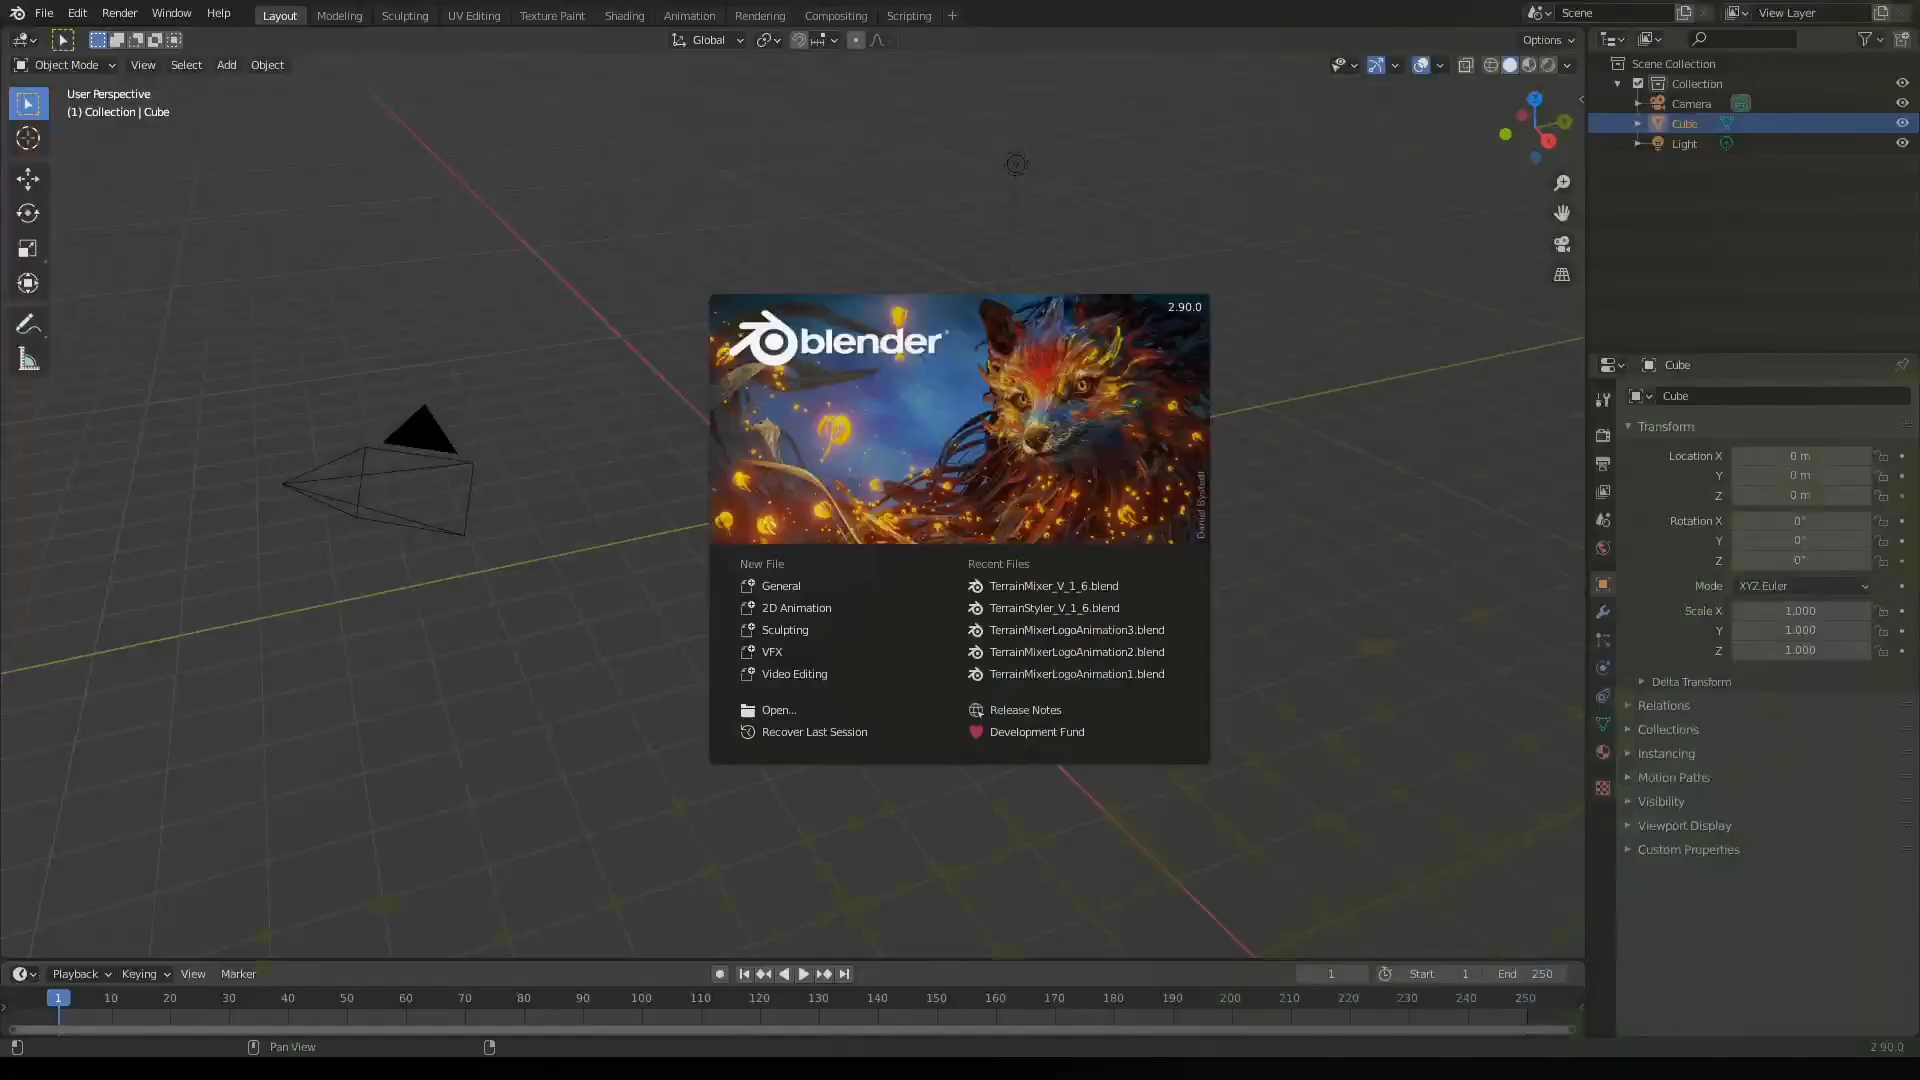 File Edit Render Window Help Layout Modeling Sculpting UV Editing Texture Paint Shading Animation Rendering Compositing Scripting + Scene View Layer
Global Options
Object Mode View Select Add Object
User Perspective
(1) Collection | Cube
Z
Scene Collection
Collection
Camera
Cube
Light
2.90.0
blender
Daniel Bystedt
New File
General
2D Animation
Sculpting
VFX
Video Editing
Open...
Recover Last Session
Recent Files
TerrainMixer_V_1_6.blend
TerrainStyler_V_1_6.blend
TerrainMixerLogoAnimation3.blend
TerrainMixerLogoAnimation2.blend
TerrainMixerLogoAnimation1.blend
Release Notes
Development Fund
Cube
Cube
Transform
Location X 0 m
Y 0 m
Z 0 m
Rotation X 0°
Y 0°
Z 0°
Mode XYZ Euler
Scale X 1.000
Y 1.000
Z 1.000
Delta Transform
Relations
Collections
Instancing
Motion Paths
Visibility
Viewport Display
Custom Properties
Playback Keying View Marker 1 Start 1 End 250
1 10 20 30 40 50 60 70 80 90 100 110 120 130 140 150 160 170 180 190 200 210 220 230 240 250
Pan View 2.90.0